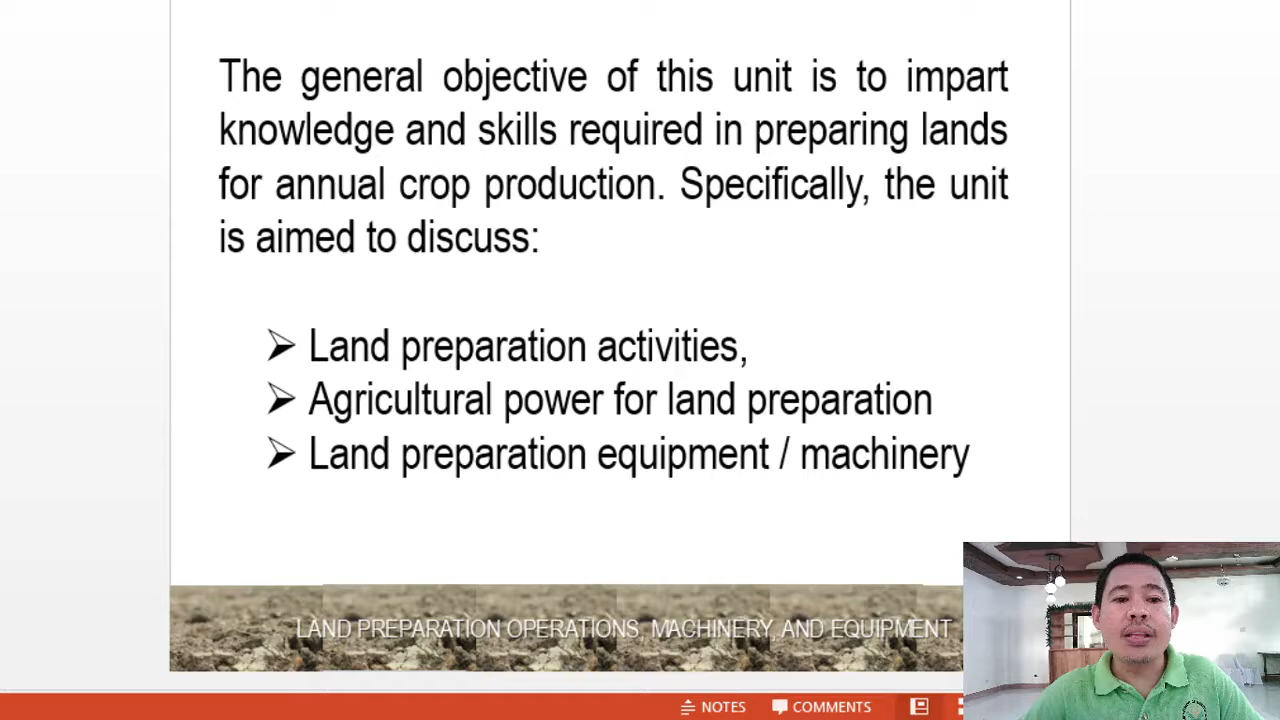 The general objective of this unit is to impart
knowledge and skills required in preparing lands
for annual crop production. Specifically, the unit
is aimed to discuss:
➢ Land preparation activities,
➢ Agricultural power for land preparation
➢ Land preparation equipment / machinery
LAND PREPARATION OPERATIONS, MACHINERY, AND EQUIPMENT
NOTES COMMENTS